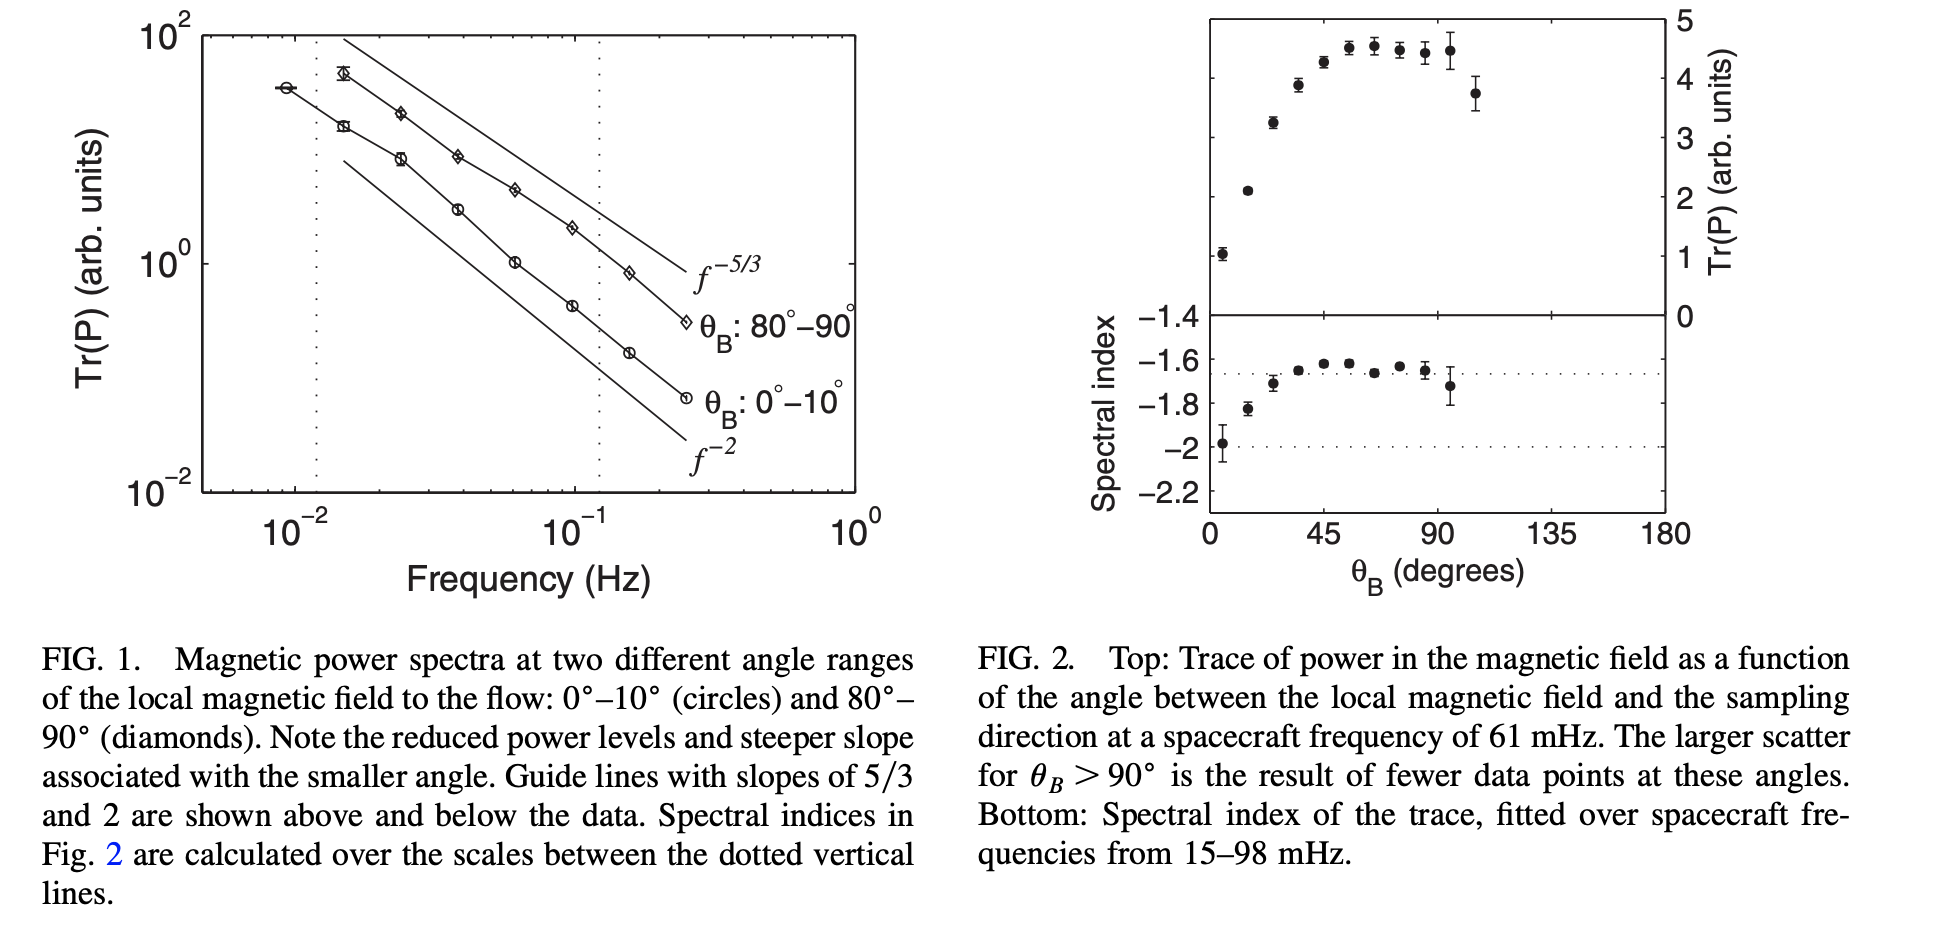 10^2
10^0
10^−2
Tr(P) (arb. units)
f^−5/3
θ_B: 80°–90°
θ_B: 0°–10°
f^−2
10^−2
10^−1
10^0
Frequency (Hz)
FIG. 1. Magnetic power spectra at two different angle ranges
of the local magnetic field to the flow: 0°–10° (circles) and 80°–
90° (diamonds). Note the reduced power levels and steeper slope
associated with the smaller angle. Guide lines with slopes of 5/3
and 2 are shown above and below the data. Spectral indices in
Fig. 2 are calculated over the scales between the dotted vertical
lines.
5
4
3
2
1
0
Tr(P) (arb. units)
−1.4
−1.6
−1.8
−2
−2.2
Spectral index
0
45
90
135
180
θ_B (degrees)
FIG. 2. Top: Trace of power in the magnetic field as a function
of the angle between the local magnetic field and the sampling
direction at a spacecraft frequency of 61 mHz. The larger scatter
for θ_B > 90° is the result of fewer data points at these angles.
Bottom: Spectral index of the trace, fitted over spacecraft fre-
quencies from 15–98 mHz.